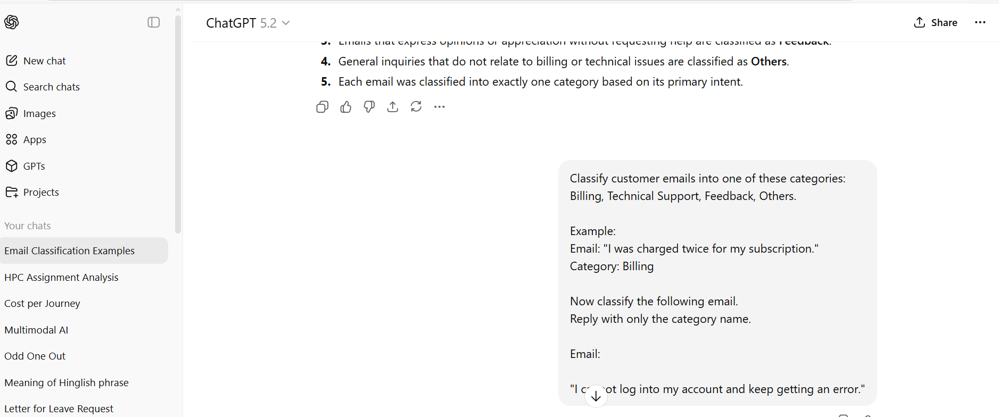 ChatGPT 5.2
Share
New chat
Search chats
Images
Apps
GPTs
Projects
Your chats
Email Classification Examples
HPC Assignment Analysis
Cost per Journey
Multimodal AI
Odd One Out
Meaning of Hinglish phrase
Letter for Leave Request
3. Emails that express opinions or appreciation without requesting help are classified as Feedback.
4. General inquiries that do not relate to billing or technical issues are classified as Others.
5. Each email was classified into exactly one category based on its primary intent.
Classify customer emails into one of these categories:
Billing, Technical Support, Feedback, Others.
Example:
Email: "I was charged twice for my subscription."
Category: Billing
Now classify the following email.
Reply with only the category name.
Email:
"I cannot log into my account and keep getting an error."